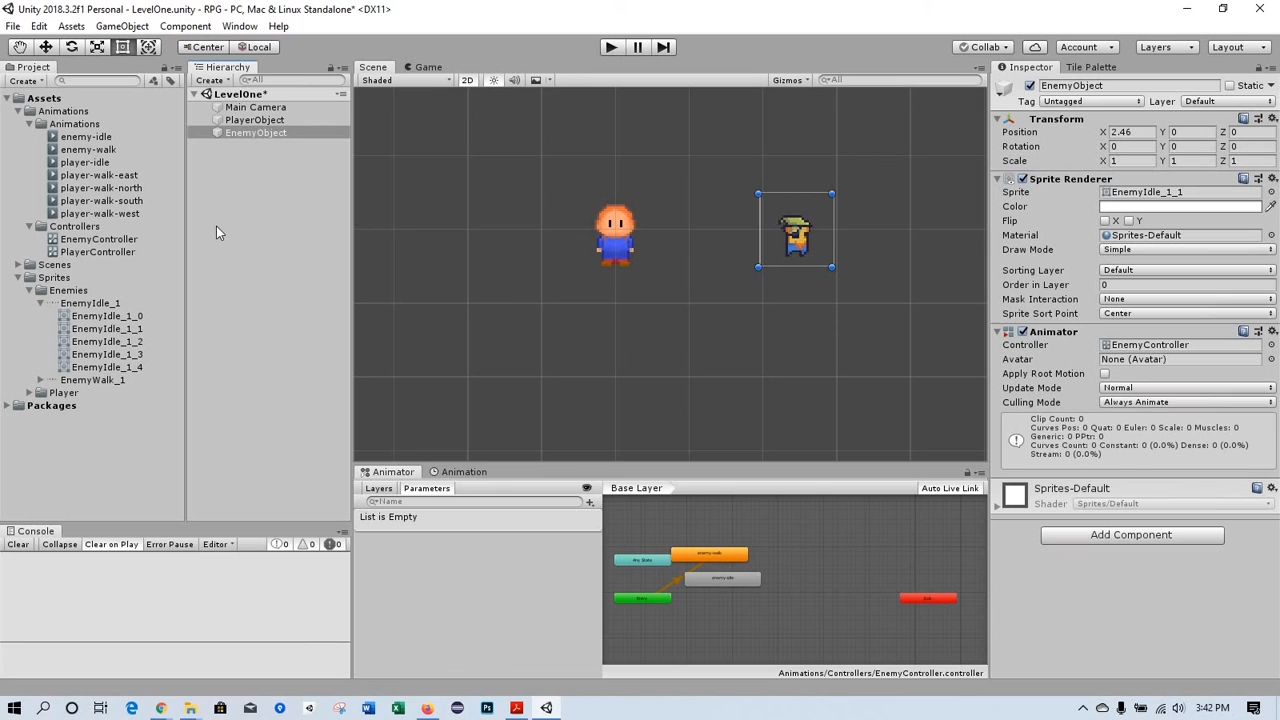 Unity 2018.3.2f1 Personal - LevelOne.unity - RPG - PC, Mac & Linux Standalone* <DX11>
File Edit Assets GameObject Component Window Help
Center Local Collab Account Layers Layout
Project
Create
Assets
Animations
Animations
enemy-idle
enemy-walk
player-idle
player-walk-east
player-walk-north
player-walk-south
player-walk-west
Controllers
EnemyController
PlayerController
Scenes
Sprites
Enemies
EnemyIdle_1
EnemyIdle_1_0
EnemyIdle_1_1
EnemyIdle_1_2
EnemyIdle_1_3
EnemyIdle_1_4
EnemyWalk_1
Player
Packages
Hierarchy
Create All
LevelOne*
Main Camera
PlayerObject
EnemyObject
Scene Game
Shaded 2D Gizmos All
Inspector Tile Palette
EnemyObject Static
Tag Untagged Layer Default
Transform
Position X 2.46 Y 0 Z 0
Rotation X 0 Y 0 Z 0
Scale X 1 Y 1 Z 1
Sprite Renderer
Sprite EnemyIdle_1_1
Color
Flip X Y
Material Sprites-Default
Draw Mode Simple
Sorting Layer Default
Order in Layer 0
Mask Interaction None
Sprite Sort Point Center
Animator
Controller EnemyController
Avatar None (Avatar)
Apply Root Motion
Update Mode Normal
Culling Mode Always Animate
Clip Count: 0
Curves Pos: 0 Quat: 0 Euler: 0 Scale: 0 Muscles: 0
Generic: 0 PPtr: 0
Curves Count: 0 Constant: 0 (0.0%) Dense: 0 (0.0%)
Stream: 0 (0.0%)
Sprites-Default
Shader Sprites/Default
Add Component
Animator Animation
Layers Parameters Base Layer Auto Live Link
Name
List is Empty
Any State
enemy-walk
enemy-idle
Entry
Exit
Animations/Controllers/EnemyController.controller
Console
Clear Collapse Clear on Play Error Pause Editor 0 0 0
3:42 PM